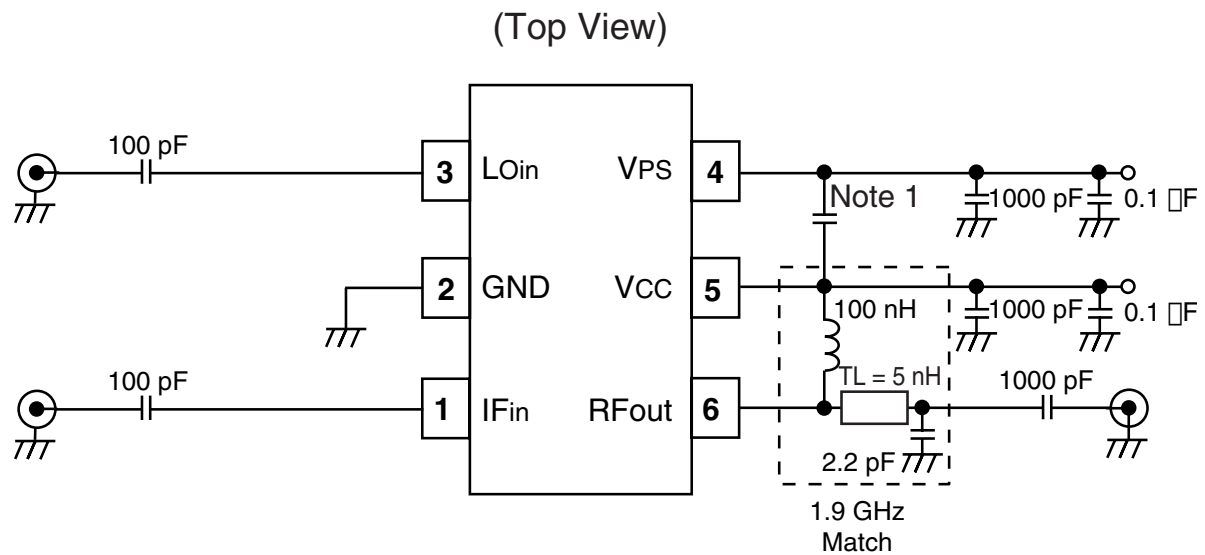 (Top View)
100 pF
3 LOin VPS 4
Note 1
1000 pF
0.1 □F
2 GND VCC 5
100 nH
1000 pF
0.1 □F
100 pF
TL = 5 nH
1000 pF
1 IFin RFout 6
2.2 pF
1.9 GHz
Match